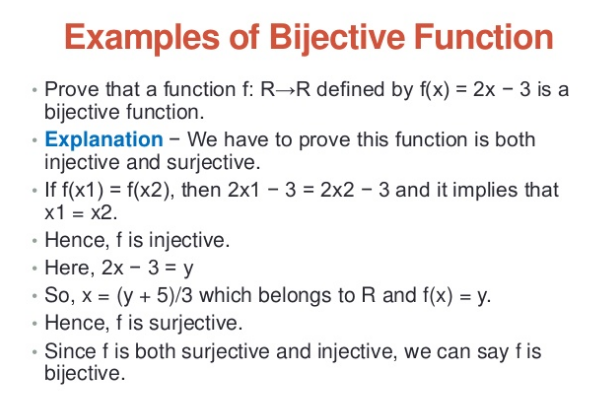 Examples of Bijective Function
• Prove that a function f: R→R defined by f(x) = 2x – 3 is a
bijective function.
• Explanation – We have to prove this function is both
injective and surjective.
• If f(x1) = f(x2), then 2x1 – 3 = 2x2 – 3 and it implies that
x1 = x2.
• Hence, f is injective.
• Here, 2x – 3 = y
• So, x = (y + 5)/3 which belongs to R and f(x) = y.
• Hence, f is surjective.
• Since f is both surjective and injective, we can say f is
bijective.